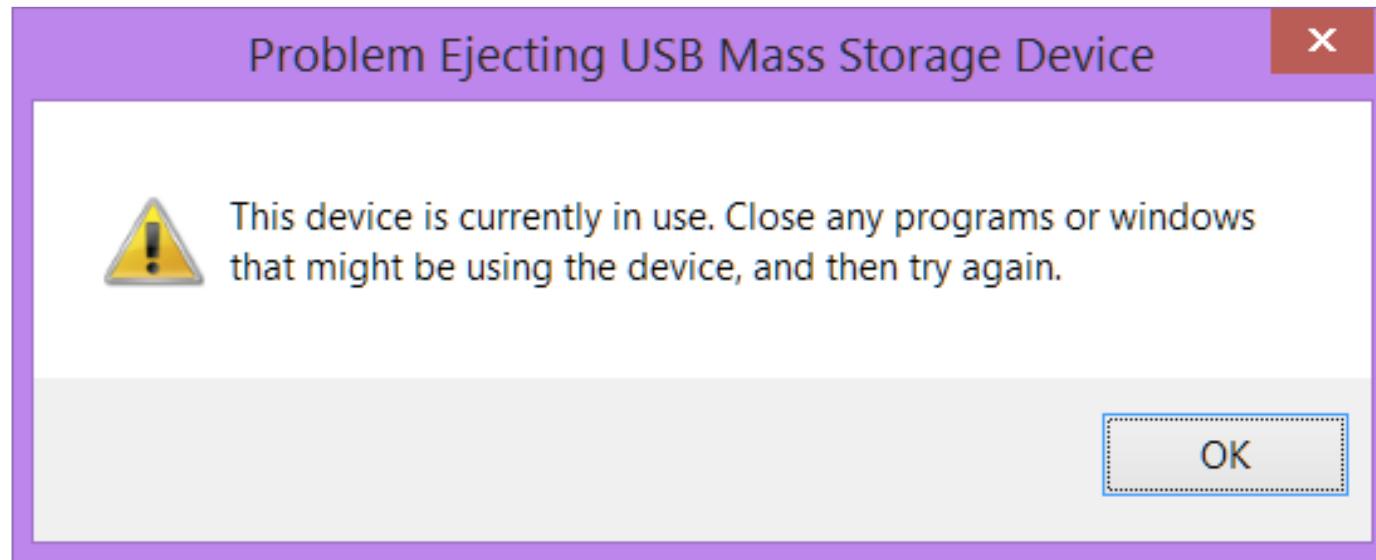 Problem Ejecting USB Mass Storage Device
This device is currently in use. Close any programs or windows
that might be using the device, and then try again.
OK